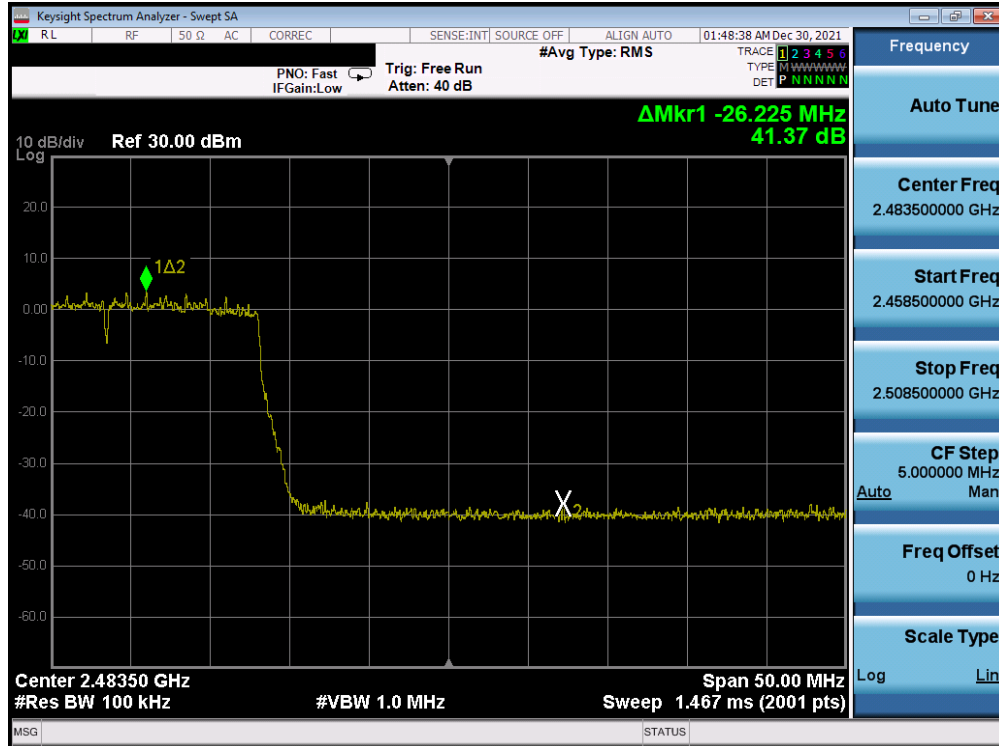 Keysight Spectrum Analyzer - Swept SA
LXI RL RF 50 Ω AC CORREC SENSE:INT SOURCE OFF ALIGN AUTO 01:48:38 AM Dec 30, 2021
Frequency
#Avg Type: RMS
TRACE 1 2 3 4 5 6
PNO: Fast
IFGain:Low
Trig: Free Run
Atten: 40 dB
TYPE M WWWWW
DET P N N N N N
Auto Tune
ΔMkr1 -26.225 MHz
41.37 dB
10 dB/div Ref 30.00 dBm
Log
Center Freq
2.483500000 GHz
20.0
10.0
1Δ2
Start Freq
2.458500000 GHz
0.00
-10.0
Stop Freq
2.508500000 GHz
-20.0
-30.0
CF Step
5.000000 MHz
Auto Man
X2
-40.0
Freq Offset
0 Hz
-50.0
-60.0
Scale Type
Log Lin
Center 2.48350 GHz Span 50.00 MHz
#Res BW 100 kHz #VBW 1.0 MHz Sweep 1.467 ms (2001 pts)
MSG STATUS